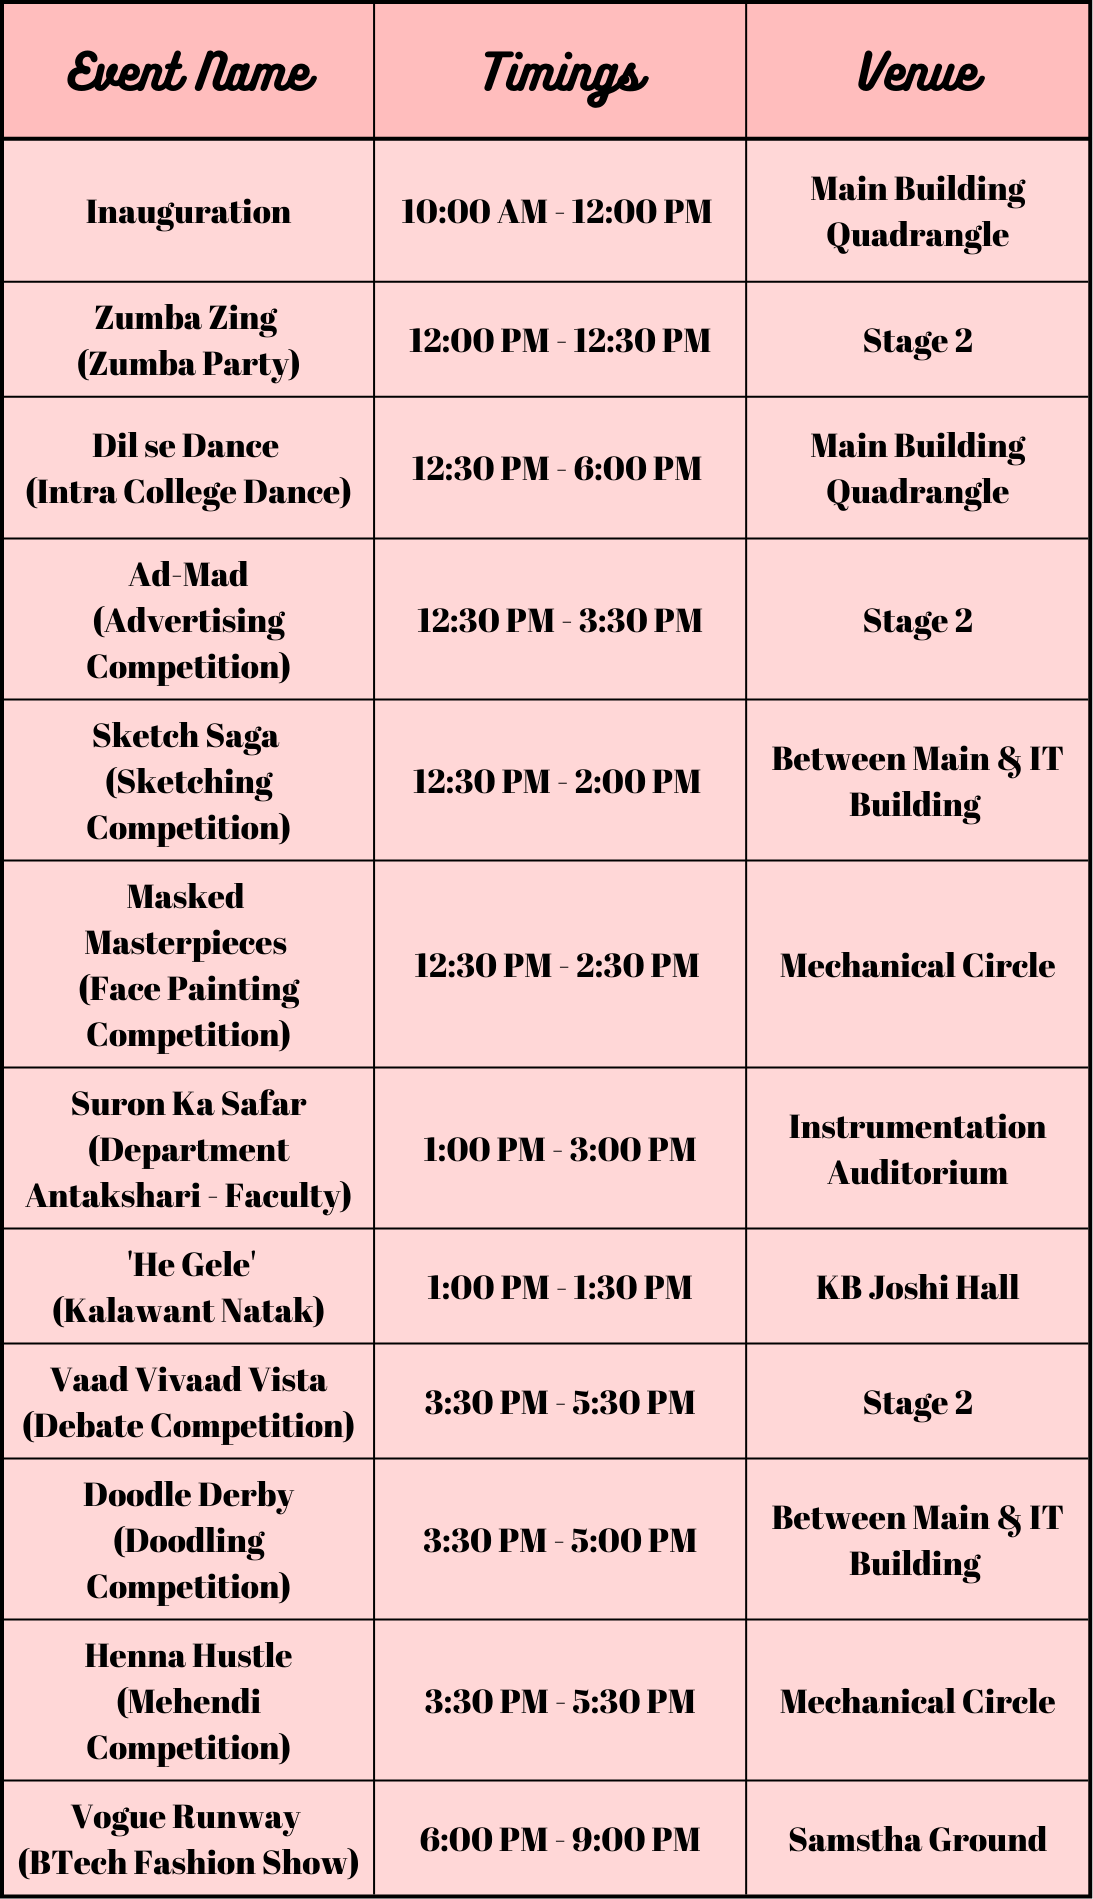 Event Name Timings Venue
Inauguration 10:00 AM - 12:00 PM Main Building
Quadrangle
Zumba Zing
(Zumba Party) 12:00 PM - 12:30 PM Stage 2
Dil se Dance
(Intra College Dance) 12:30 PM - 6:00 PM Main Building
Quadrangle
Ad-Mad
(Advertising
Competition) 12:30 PM - 3:30 PM Stage 2
Sketch Saga
(Sketching
Competition) 12:30 PM - 2:00 PM Between Main & IT
Building
Masked
Masterpieces
(Face Painting
Competition) 12:30 PM - 2:30 PM Mechanical Circle
Suron Ka Safar
(Department
Antakshari - Faculty) 1:00 PM - 3:00 PM Instrumentation
Auditorium
'He Gele'
(Kalawant Natak) 1:00 PM - 1:30 PM KB Joshi Hall
Vaad Vivaad Vista
(Debate Competition) 3:30 PM - 5:30 PM Stage 2
Doodle Derby
(Doodling
Competition) 3:30 PM - 5:00 PM Between Main & IT
Building
Henna Hustle
(Mehendi
Competition) 3:30 PM - 5:30 PM Mechanical Circle
Vogue Runway
(BTech Fashion Show) 6:00 PM - 9:00 PM Samstha Ground